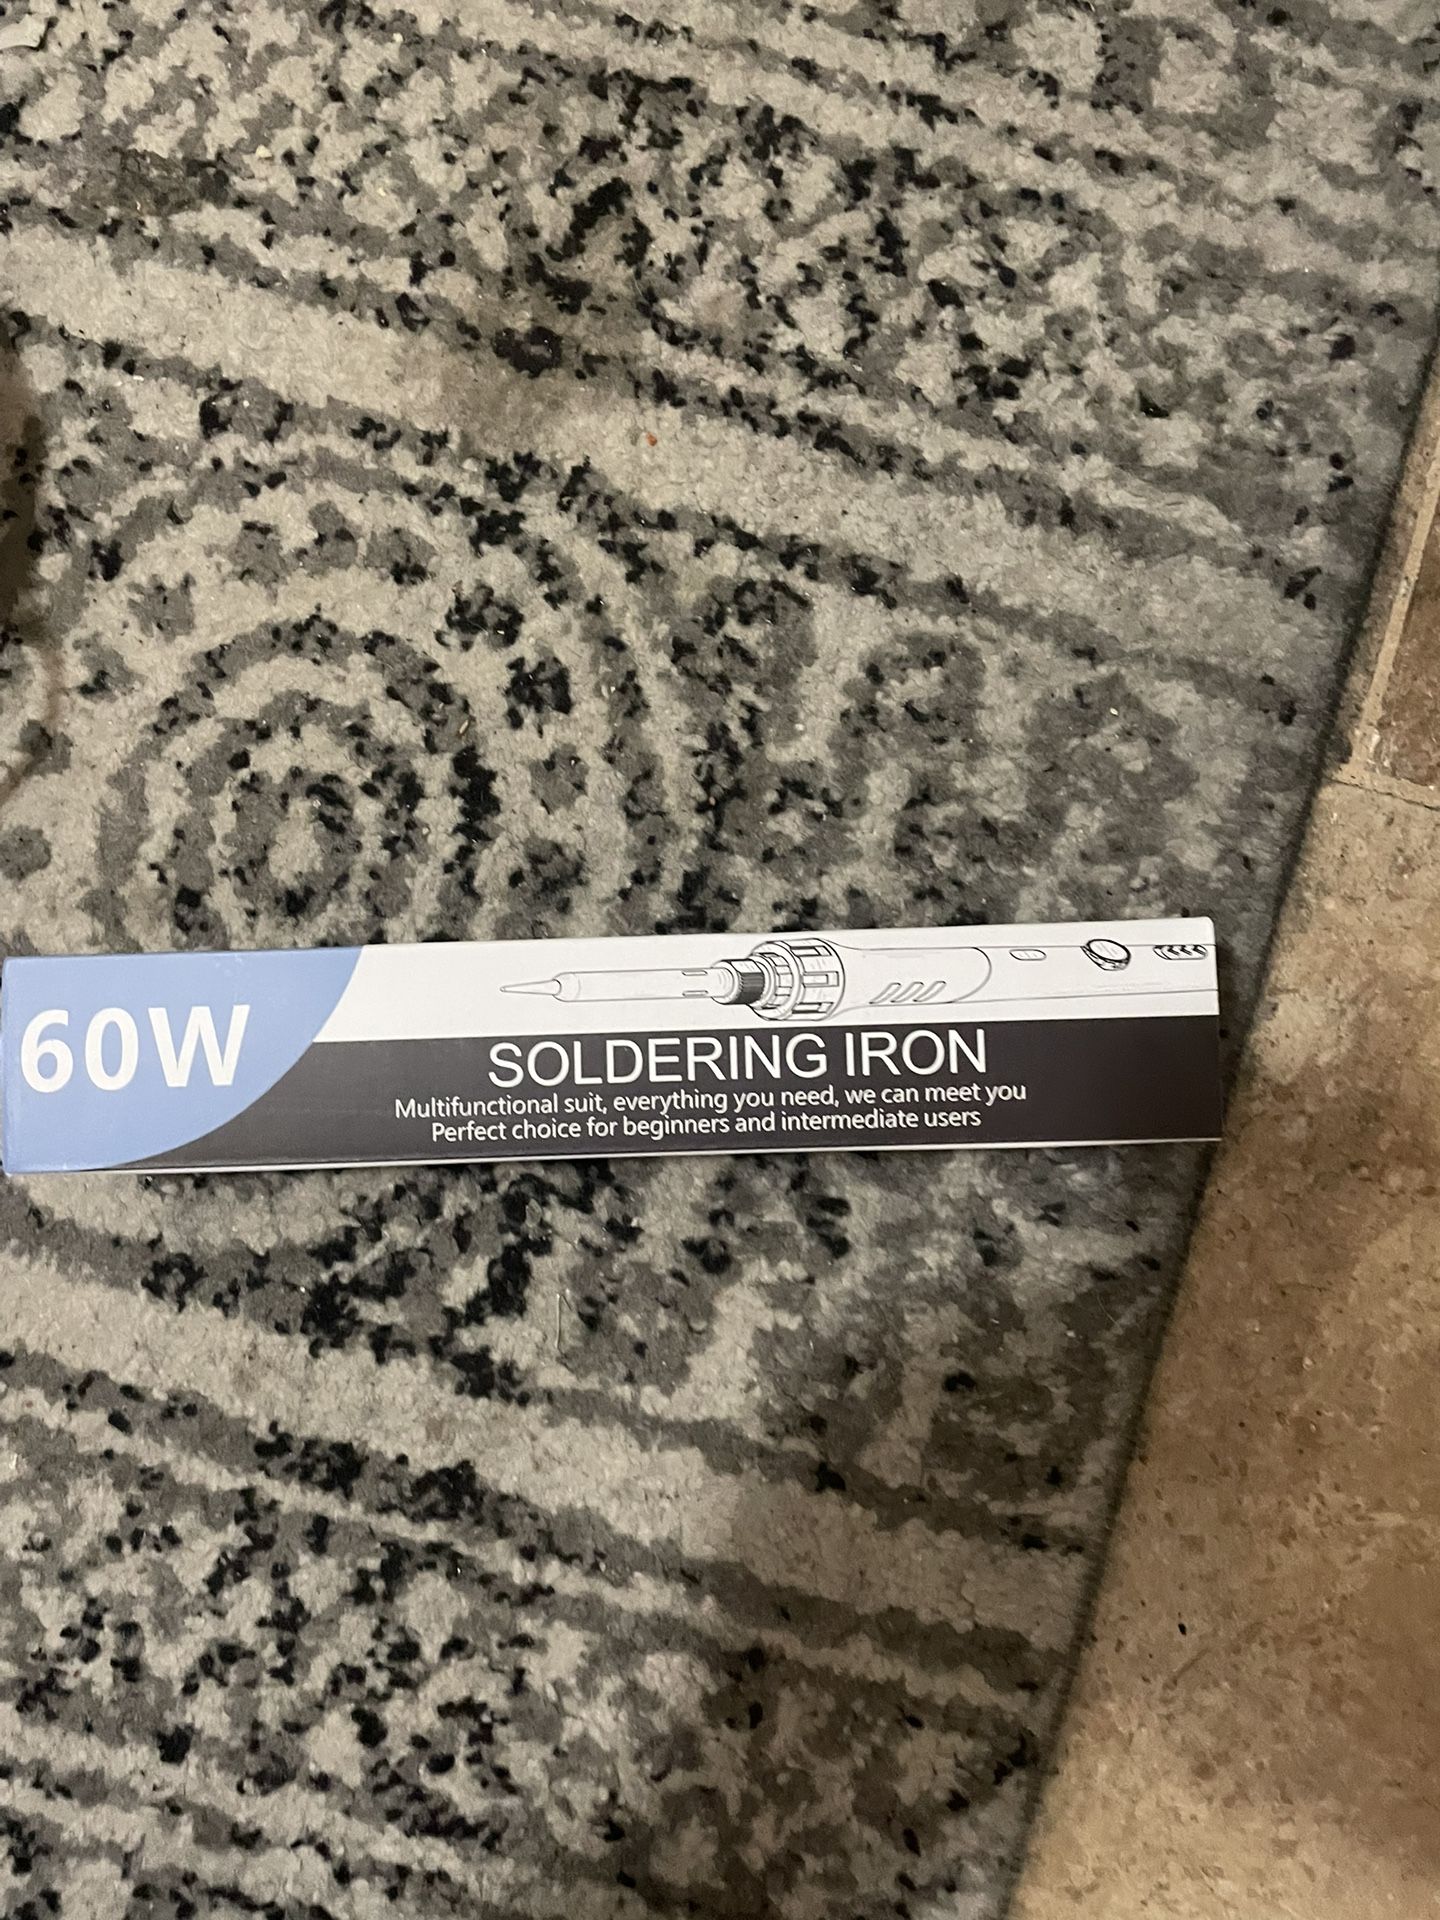 60W
SOLDERING IRON
Multifunctional suit, everything you need, we can meet you
Perfect choice for beginners and intermediate users